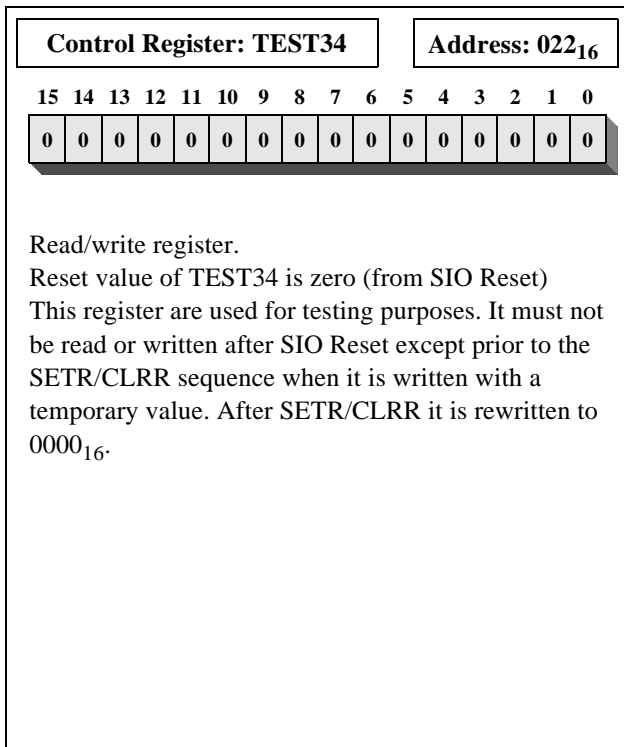 Control Register: TEST34 Address: 022₁₆
15 14 13 12 11 10 9 8 7 6 5 4 3 2 1 0
0 0 0 0 0 0 0 0 0 0 0 0 0 0 0 0
Read/write register.
Reset value of TEST34 is zero (from SIO Reset)
This register are used for testing purposes. It must not
be read or written after SIO Reset except prior to the
SETR/CLRR sequence when it is written with a
temporary value. After SETR/CLRR it is rewritten to
0000₁₆.